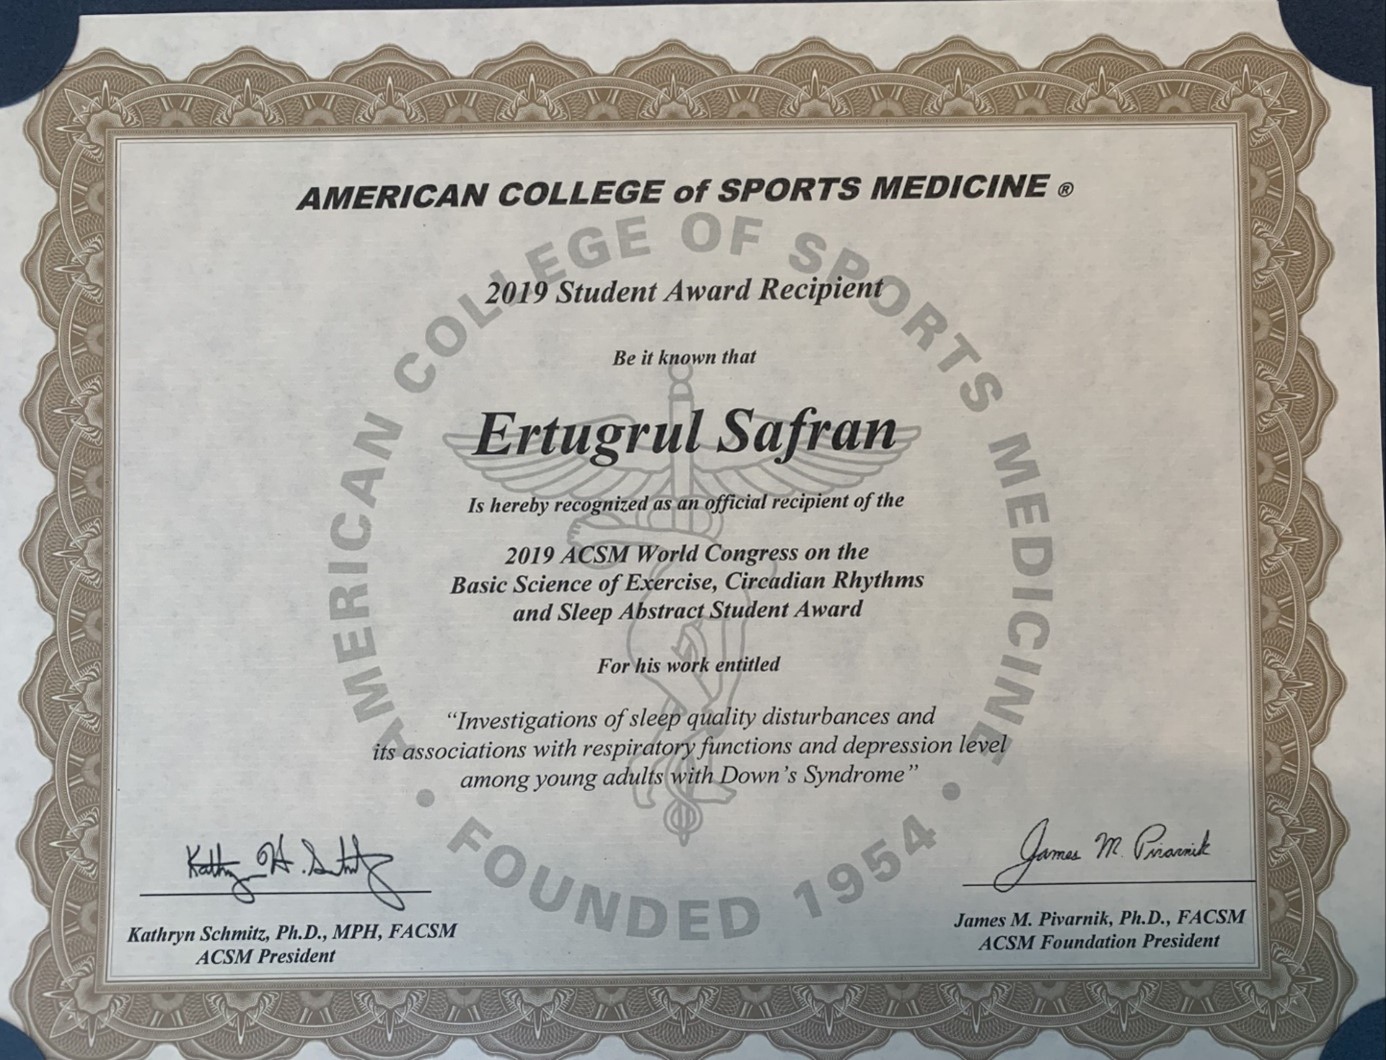 AMERICAN COLLEGE of SPORTS MEDICINE ®
AMERICAN COLLEGE OF SPORTS MEDICINE
2019 Student Award Recipient
Be it known that
Ertugrul Safran
Is hereby recognized as an official recipient of the
2019 ACSM World Congress on the
Basic Science of Exercise, Circadian Rhythms
and Sleep Abstract Student Award
For his work entitled
“Investigations of sleep quality disturbances and
its associations with respiratory functions and depression level
among young adults with Down’s Syndrome”
• FOUNDED 1954 •
Kathryn H. Schmitz
Kathryn Schmitz, Ph.D., MPH, FACSM
ACSM President
James M. Pivarnik
James M. Pivarnik, Ph.D., FACSM
ACSM Foundation President